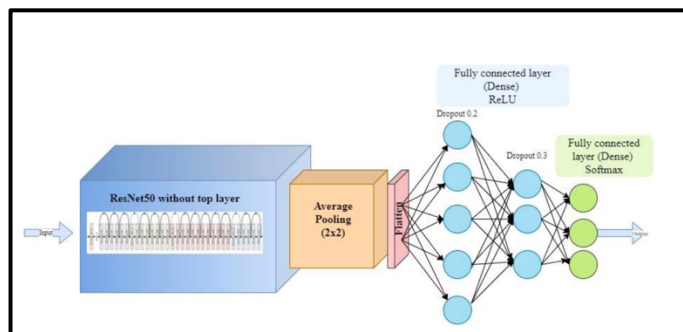 Fully connected layer
(Dense)
ReLU
Dropout 0.2
Dropout 0.3
Fully connected
layer (Dense)
Softmax
ResNet50 without top layer
Average
Pooling
(2x2)
Flatten
Input
Output